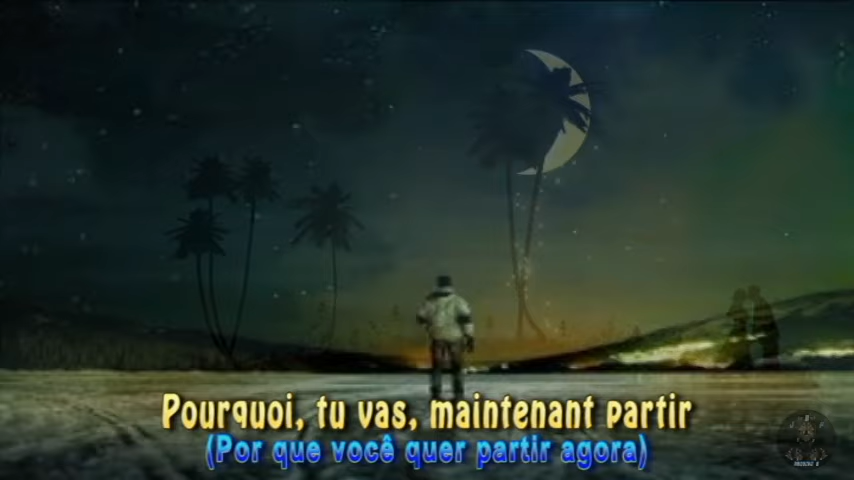 Pourquoi, tu vas, maintenant partir
(Por que você quer partir agora)